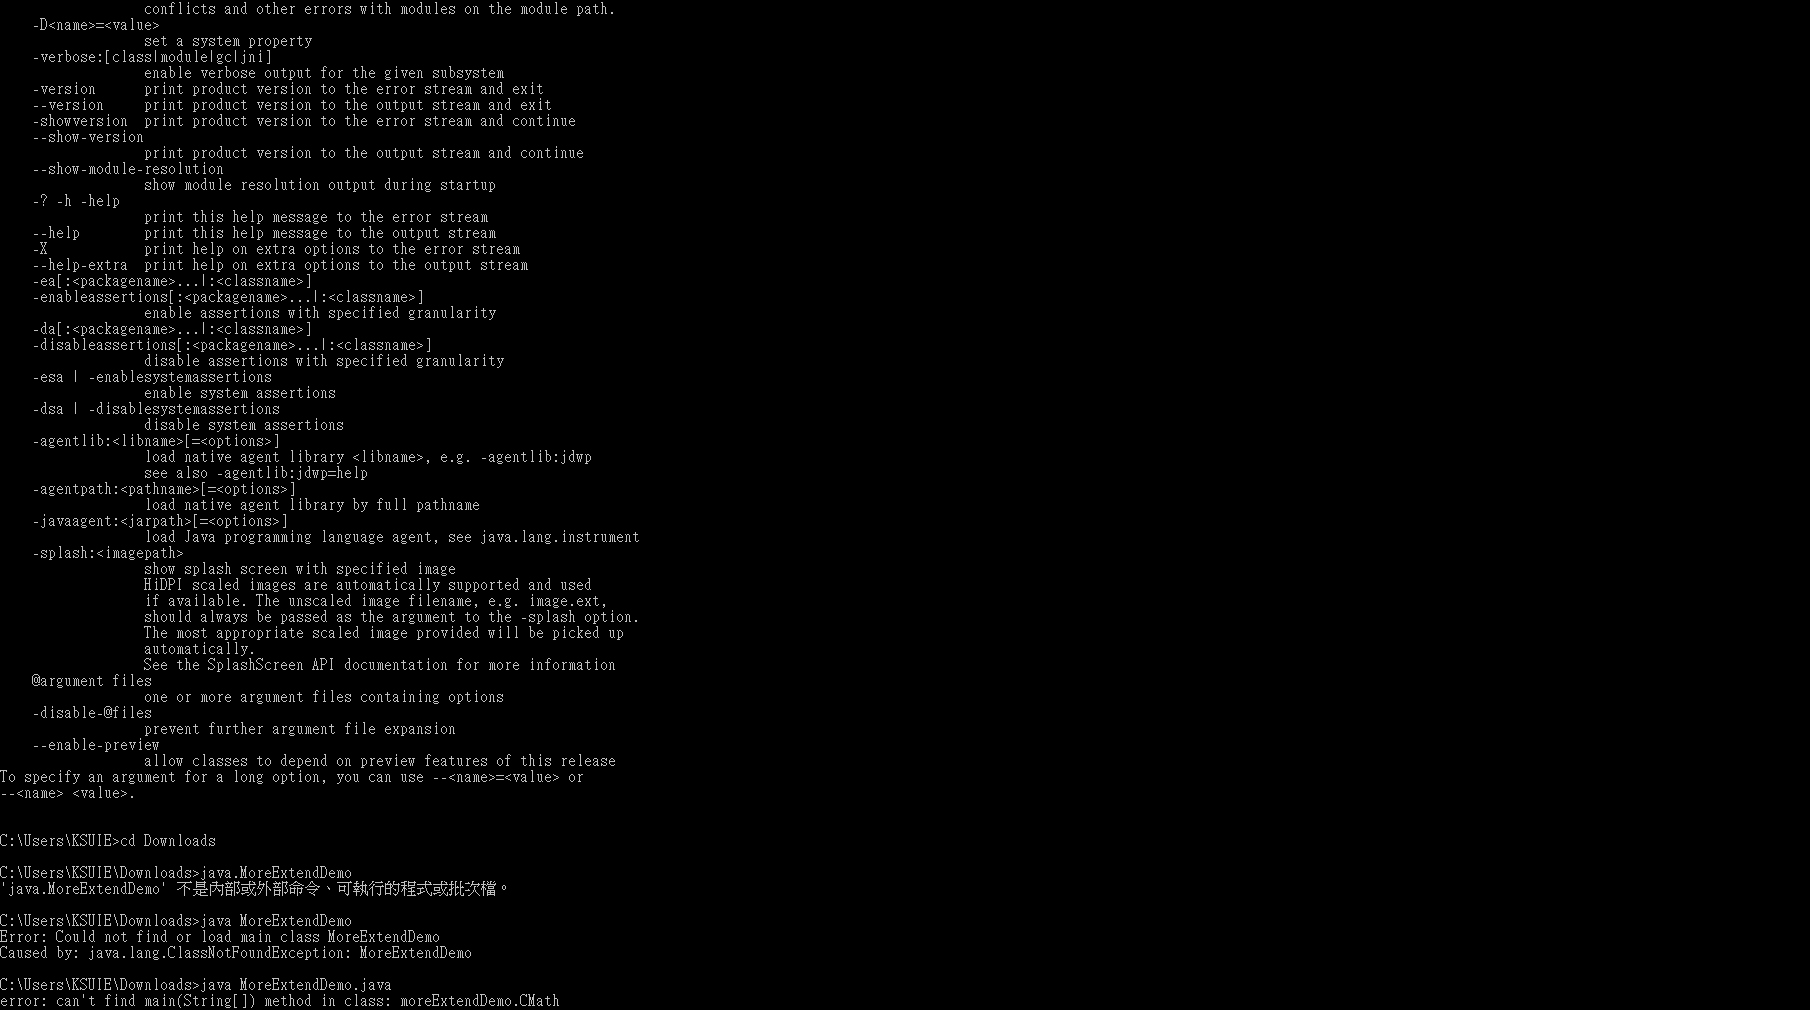 conflicts and other errors with modules on the module path.
-D<name>=<value>
set a system property
-verbose:[class|module|gc|jni]
enable verbose output for the given subsystem
-version      print product version to the error stream and exit
--version     print product version to the output stream and exit
-showversion  print product version to the error stream and continue
--show-version
print product version to the output stream and continue
--show-module-resolution
show module resolution output during startup
-? -h -help
print this help message to the error stream
--help        print this help message to the output stream
-X            print help on extra options to the error stream
--help-extra  print help on extra options to the output stream
-ea[:<packagename>...|:<classname>]
-enableassertions[:<packagename>...|:<classname>]
enable assertions with specified granularity
-da[:<packagename>...|:<classname>]
-disableassertions[:<packagename>...|:<classname>]
disable assertions with specified granularity
-esa | -enablesystemassertions
enable system assertions
-dsa | -disablesystemassertions
disable system assertions
-agentlib:<libname>[=<options>]
load native agent library <libname>, e.g. -agentlib:jdwp
see also -agentlib:jdwp=help
-agentpath:<pathname>[=<options>]
load native agent library by full pathname
-javaagent:<jarpath>[=<options>]
load Java programming language agent, see java.lang.instrument
-splash:<imagepath>
show splash screen with specified image
HiDPI scaled images are automatically supported and used
if available. The unscaled image filename, e.g. image.ext,
should always be passed as the argument to the -splash option.
The most appropriate scaled image provided will be picked up
automatically.
See the SplashScreen API documentation for more information
@argument files
one or more argument files containing options
-disable-@files
prevent further argument file expansion
--enable-preview
allow classes to depend on preview features of this release
To specify an argument for a long option, you can use --<name>=<value> or
--<name> <value>.
C:\Users\KSUIE>cd Downloads
C:\Users\KSUIE\Downloads>java.MoreExtendDemo
'java.MoreExtendDemo' 不是內部或外部命令、可執行的程式或批次檔。
C:\Users\KSUIE\Downloads>java MoreExtendDemo
Error: Could not find or load main class MoreExtendDemo
Caused by: java.lang.ClassNotFoundException: MoreExtendDemo
C:\Users\KSUIE\Downloads>java MoreExtendDemo.java
error: can't find main(String[]) method in class: moreExtendDemo.CMath